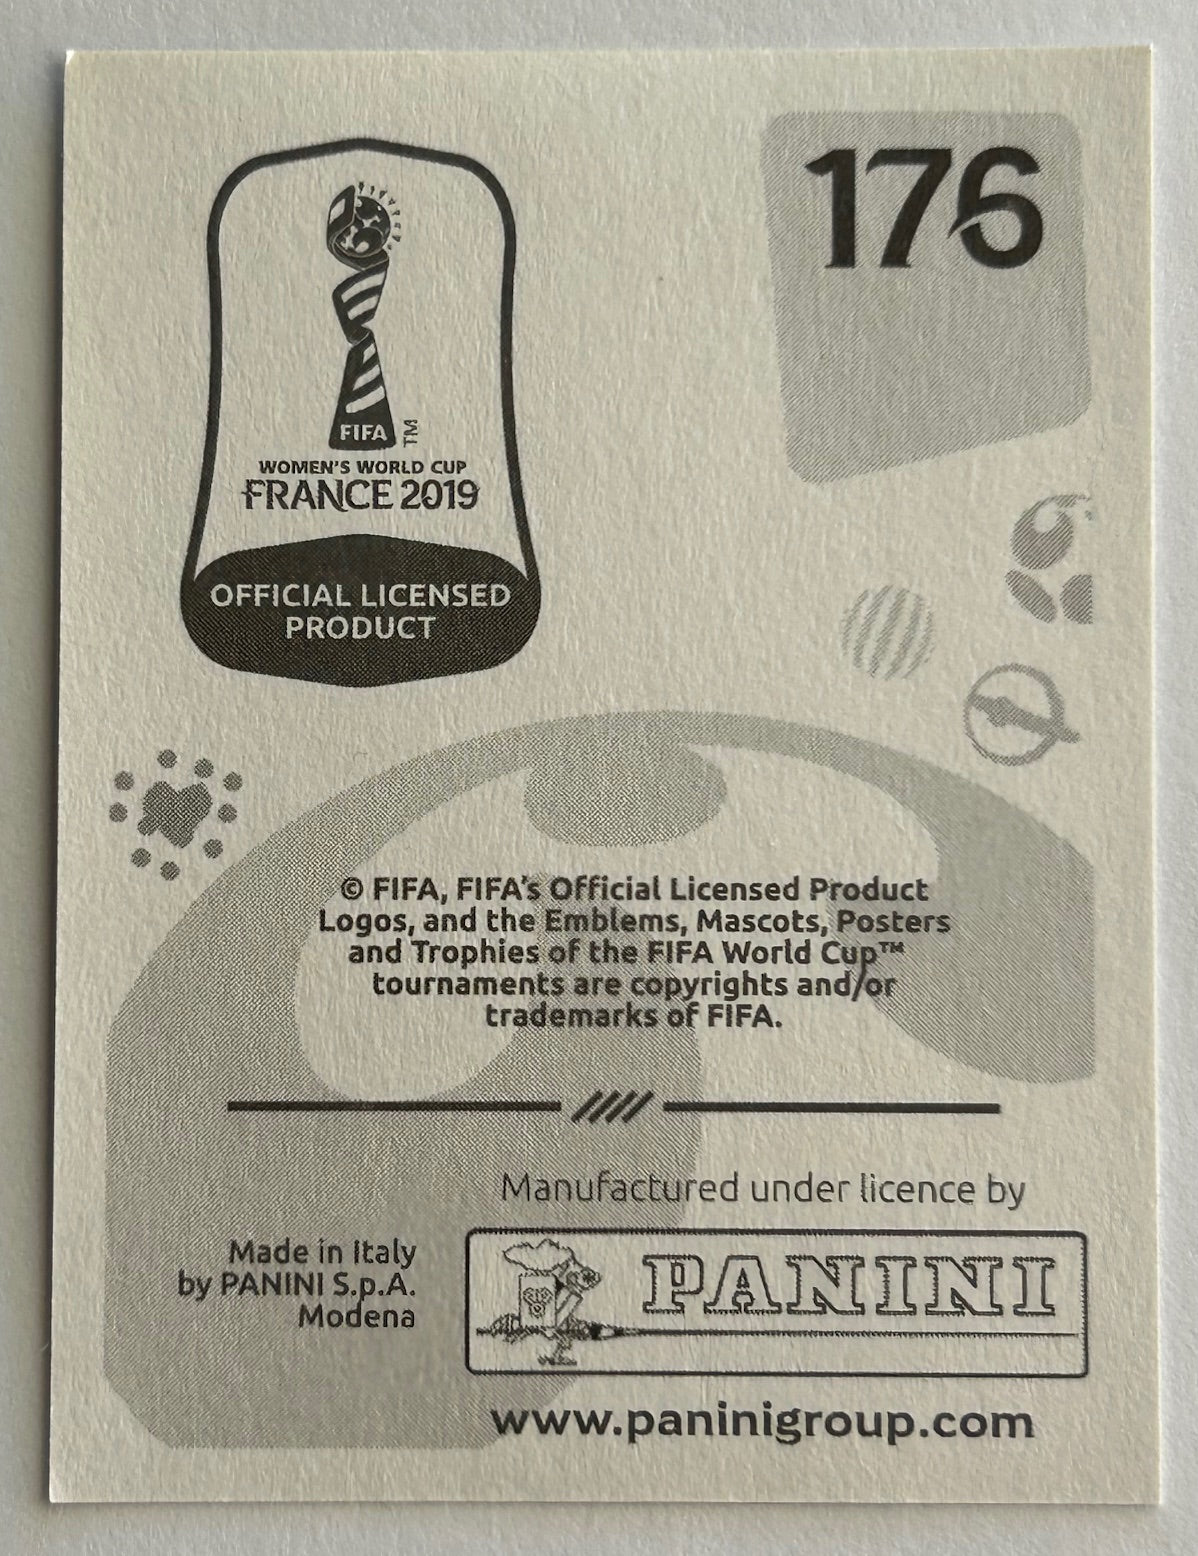 176
FIFA
TM
WOMEN'S WORLD CUP
FRANCE 2019
OFFICIAL LICENSED
PRODUCT
© FIFA, FIFA's Official Licensed Product
Logos, and the Emblems, Mascots, Posters
and Trophies of the FIFA World Cup™
tournaments are copyrights and/or
trademarks of FIFA.
Manufactured under licence by
Made in Italy
by PANINI S.p.A.
Modena
PANINI
www.paninigroup.com